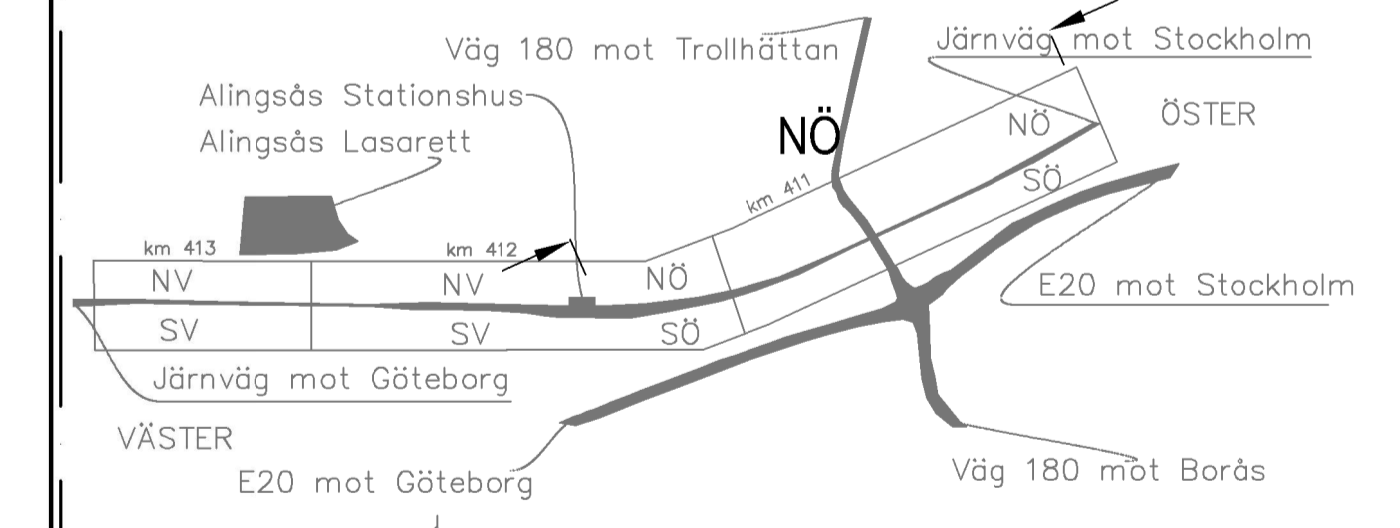 Väg 180 mot Trollhättan
Järnväg mot Stockholm
Alingsås Stationshus
Alingsås Lasarett
NÖ
NÖ
ÖSTER
SÖ
km 411
km 413
km 412
NV
NV
NÖ
E20 mot Stockholm
SV
SV
SÖ
Järnväg mot Göteborg
VÄSTER
E20 mot Göteborg
Väg 180 mot Borås